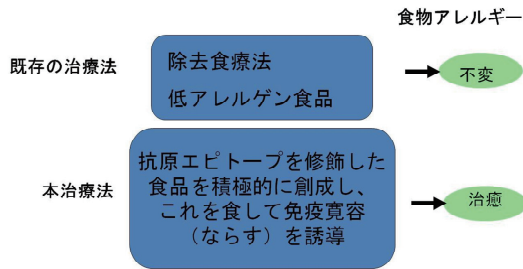 食物アレルギー
既存の治療法
除去食療法
低アレルゲン食品
不変
本治療法
抗原エピトープを修飾した
食品を積極的に創成し、
これを食して免疫寛容
（ならす）を誘導
治癒